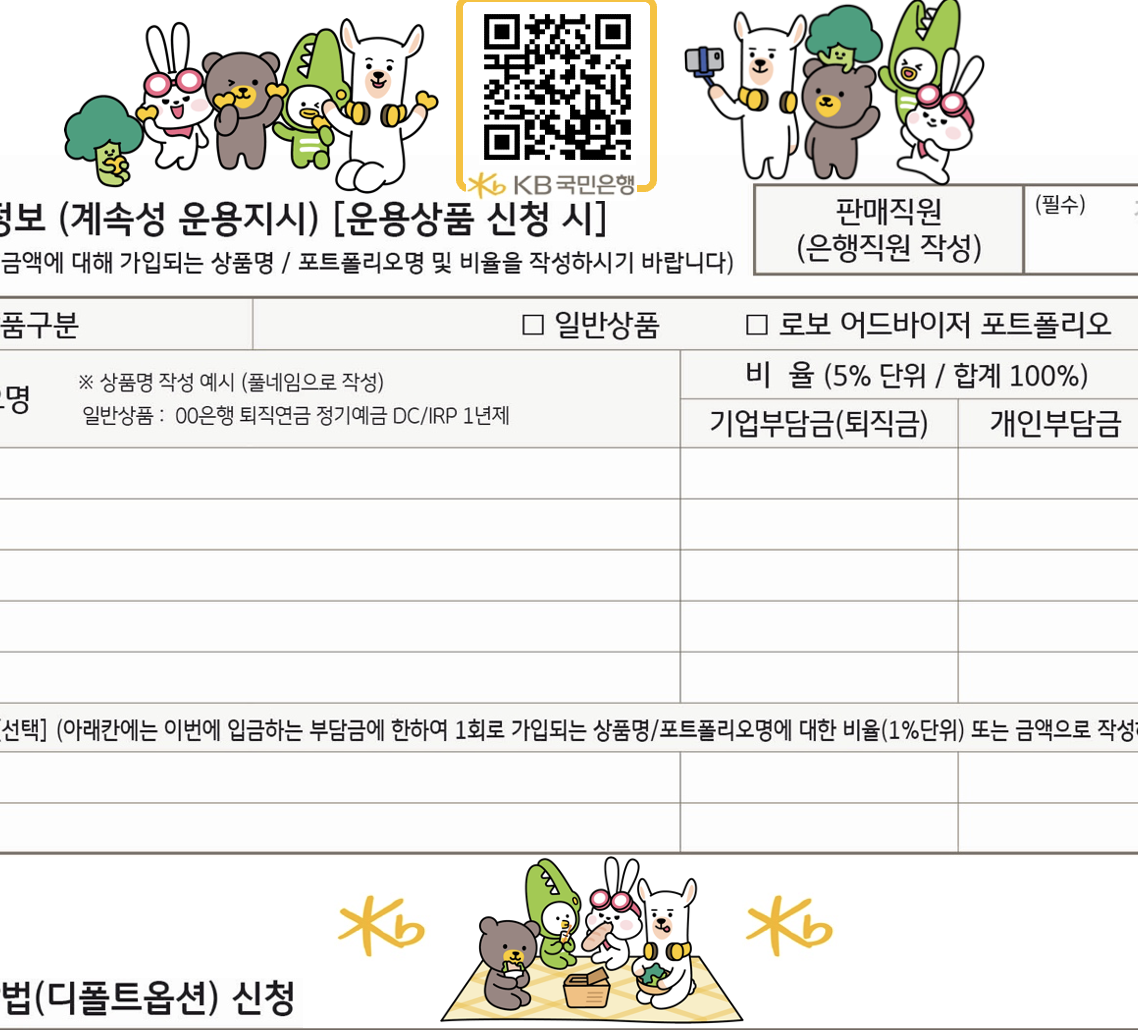 KB 국민은행
정보 (계속성 운용지시) [운용상품 신청 시]
판매직원
(은행직원 작성)
(필수)
금액에 대해 가입되는 상품명 / 포트폴리오명 및 비율을 작성하시기 바랍니다)
품구분
☐ 일반상품
☐ 로보 어드바이저 포트폴리오
명
※ 상품명 작성 예시 (풀네임으로 작성)
일반상품 : 00은행 퇴직연금 정기예금 DC/IRP 1년제
비 율 (5% 단위 / 합계 100%)
기업부담금(퇴직금)
개인부담금
[선택] (아래칸에는 이번에 입금하는 부담금에 한하여 1회로 가입되는 상품명/포트폴리오명에 대한 비율(1%단위) 또는 금액으로 작성
Kb
Kb
법(디폴트옵션) 신청